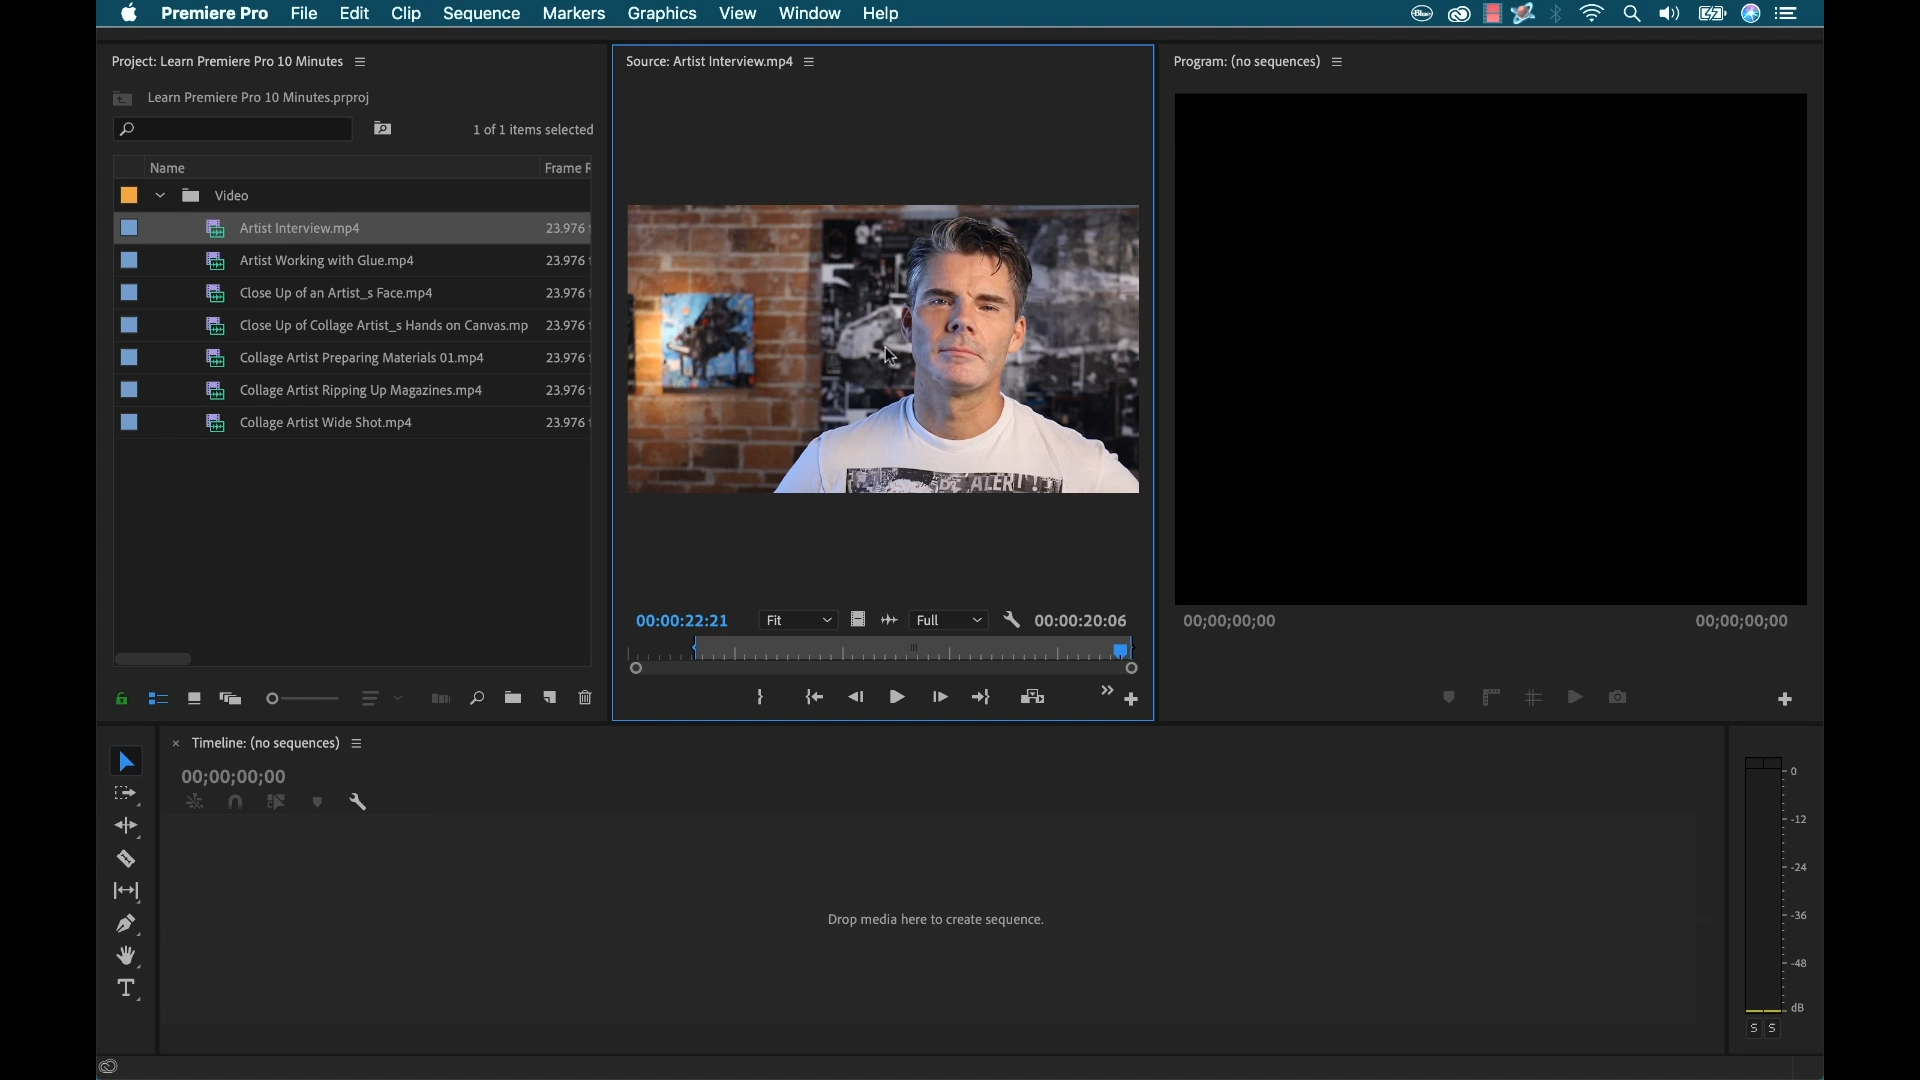 Premiere Pro File Edit Clip Sequence Markers Graphics View Window Help
Project: Learn Premiere Pro 10 Minutes
Learn Premiere Pro 10 Minutes.prproj
1 of 1 items selected
Name Frame R
Video
Artist Interview.mp4 23.976 f
Artist Working with Glue.mp4 23.976 f
Close Up of an Artist_s Face.mp4 23.976 f
Close Up of Collage Artist_s Hands on Canvas.mp 23.976 f
Collage Artist Preparing Materials 01.mp4 23.976 f
Collage Artist Ripping Up Magazines.mp4 23.976 f
Collage Artist Wide Shot.mp4 23.976 f
Source: Artist Interview.mp4
ALERT!
00:00:22:21 Fit Full 00:00:20:06
Program: (no sequences)
00;00;00;00 00;00;00;00
Timeline: (no sequences)
00;00;00;00
Drop media here to create sequence.
0
-12
-24
-36
-48
dB
S S